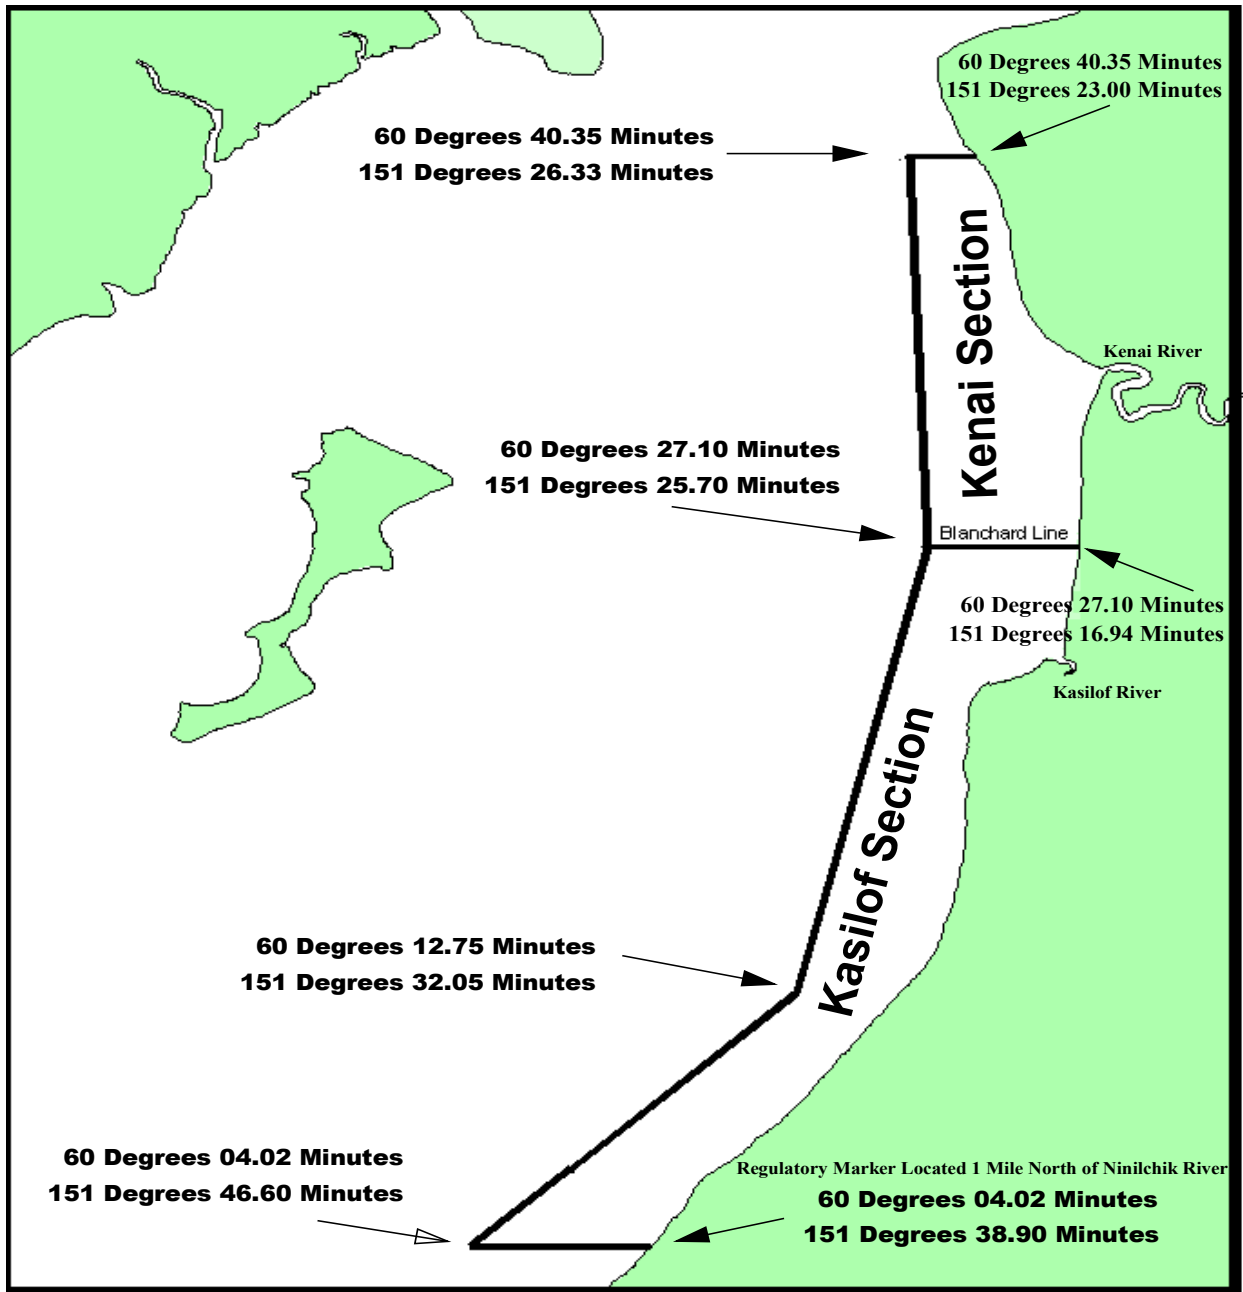 60 Degrees 40.35 Minutes
151 Degrees 23.00 Minutes
60 Degrees 40.35 Minutes
151 Degrees 26.33 Minutes
Kenai Section
Kenai River
60 Degrees 27.10 Minutes
151 Degrees 25.70 Minutes
Blanchard Line
60 Degrees 27.10 Minutes
151 Degrees 16.94 Minutes
Kasilof River
Kasilof Section
60 Degrees 12.75 Minutes
151 Degrees 32.05 Minutes
60 Degrees 04.02 Minutes
151 Degrees 46.60 Minutes
Regulatory Marker Located 1 Mile North of Ninilchik River
60 Degrees 04.02 Minutes
151 Degrees 38.90 Minutes